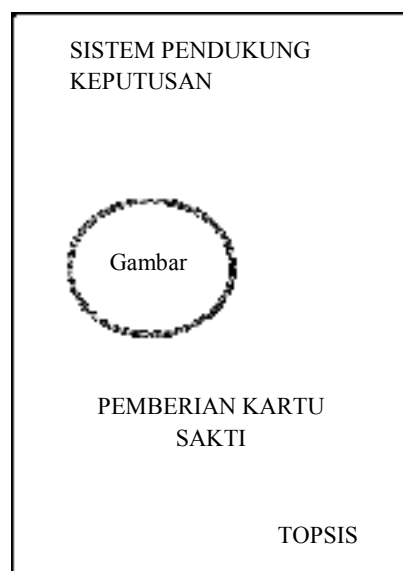 SISTEM PENDUKUNG
KEPUTUSAN
Gambar
PEMBERIAN KARTU
SAKTI
TOPSIS